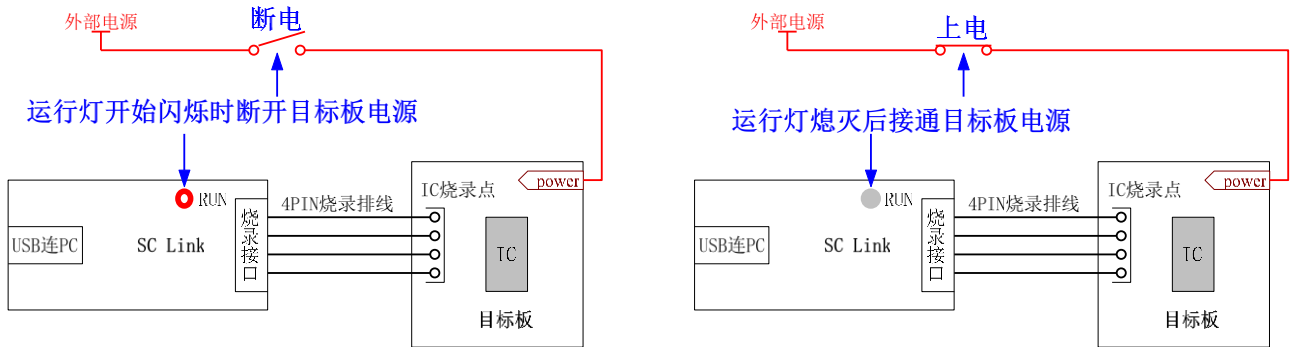 外部电源
断电
运行灯开始闪烁时断开目标板电源
power
IC烧录点
RUN
4PIN烧录排线
烧录接口
USB连PC
SC Link
TC
目标板
外部电源
上电
运行灯熄灭后接通目标板电源
power
IC烧录点
RUN
4PIN烧录排线
烧录接口
USB连PC
SC Link
TC
目标板